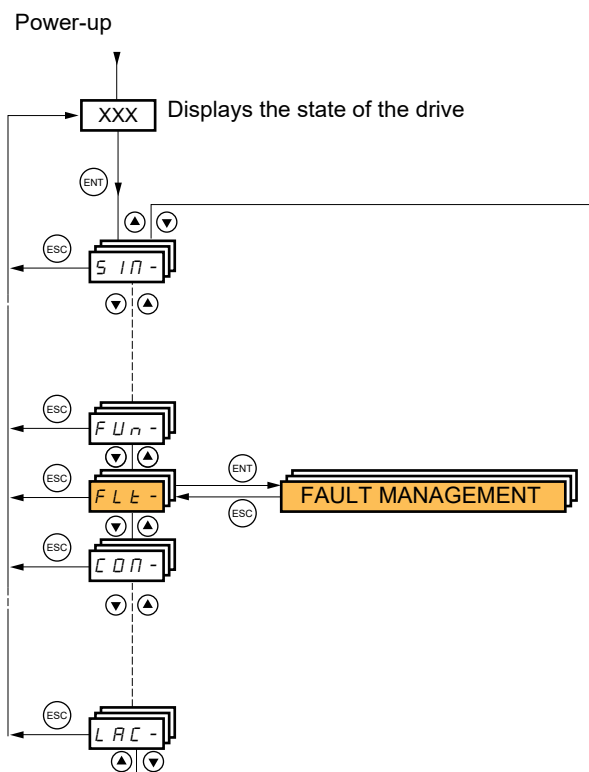 Power-up
XXX
Displays the state of the drive
ENT
ESC
SIM-
ESC
FUn-
ESC
ENT
FLt-
FAULT MANAGEMENT
ESC
ESC
COM-
ESC
LAC-